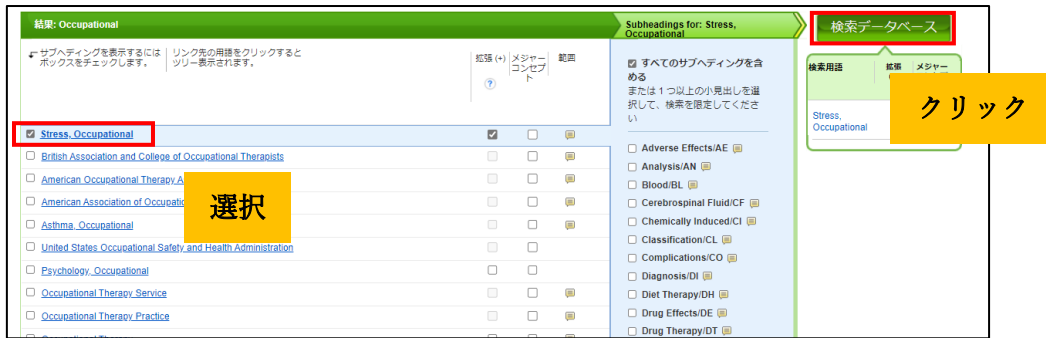 結果: Occupational
Subheadings for: Stress,
Occupational
検索データベース
サブヘディングを表示するには
ボックスをチェックします。
リンク先の用語をクリックすると
ツリー表示されます。
拡張 (+)
メジャー
コンセプ
ト
範囲
?
すべてのサブヘディングを含
める
または 1 つ以上の小見出しを選
択して、検索を限定してくださ
い
検索用語
拡張
メジャー
クリック
Stress,
Occupational
Stress, Occupational
British Association and College of Occupational Therapists
American Occupational Therapy A
American Association of Occupatio
選択
Asthma, Occupational
United States Occupational Safety and Health Administration
Psychology, Occupational
Occupational Therapy Service
Occupational Therapy Practice
Adverse Effects/AE
Analysis/AN
Blood/BL
Cerebrospinal Fluid/CF
Chemically Induced/CI
Classification/CL
Complications/CO
Diagnosis/DI
Diet Therapy/DH
Drug Effects/DE
Drug Therapy/DT